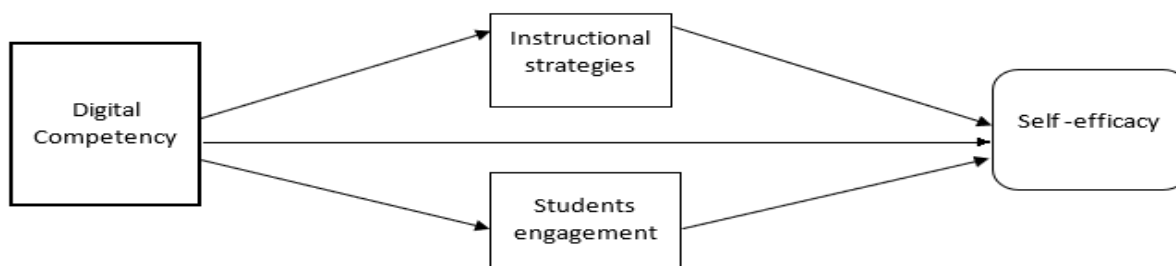 Digital
Competency
Instructional
strategies
Students
engagement
Self -efficacy